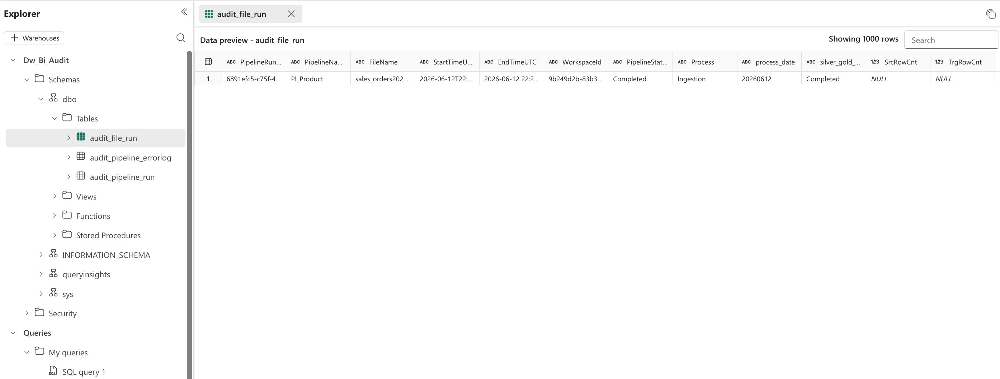 Explorer
Warehouses
Dw_Bi_Audit
Schemas
dbo
Tables
audit_file_run
audit_pipeline_errorlog
audit_pipeline_run
Views
Functions
Stored Procedures
INFORMATION_SCHEMA
queryinsights
sys
Security
Queries
My queries
SQL SQL query 1
audit_file_run
Data preview - audit_file_run
Showing 1000 rows
Search
ABC PipelineRun... ABC PipelineNa... ABC FileName ABC StartTimeU... ABC EndTimeUTC ABC WorkspaceId ABC PipelineStat... ABC Process ABC process_date ABC silver_gold_... 123 SrcRowCnt 123 TrgRowCnt
1 6891efc5-c75f-4... PI_Product sales_orders202... 2026-06-12T22:... 2026-06-12 22:2... 9b249d2b-83b3... Completed Ingestion 20260612 Completed NULL NULL